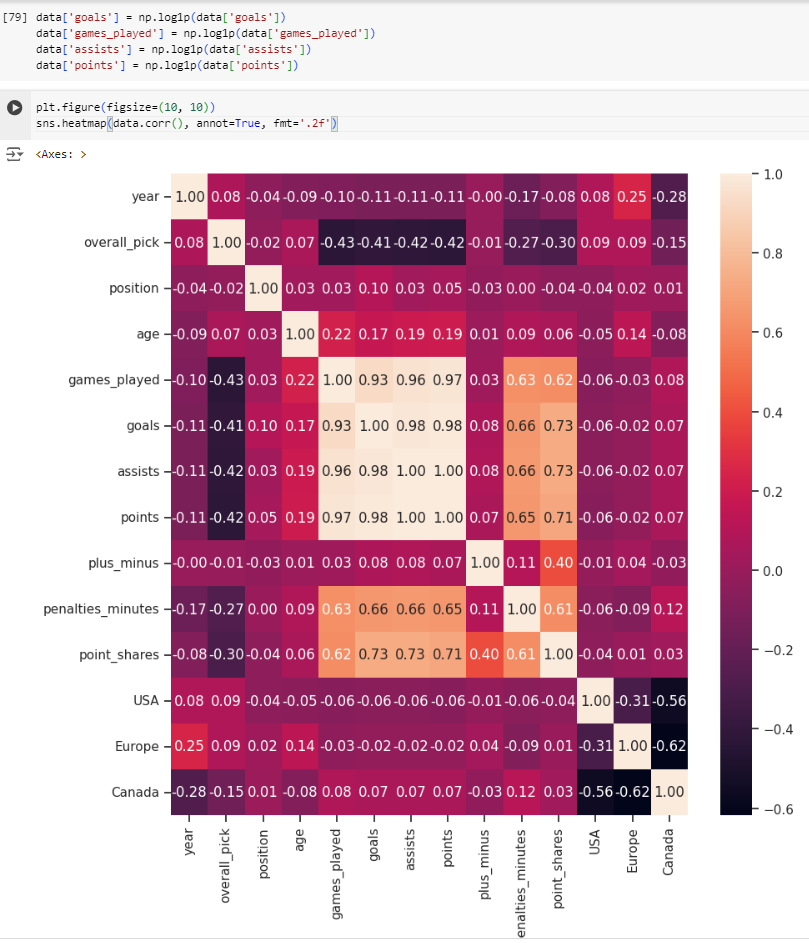 [79] data['goals'] = np.log1p(data['goals'])
data['games_played'] = np.log1p(data['games_played'])
data['assists'] = np.log1p(data['assists'])
data['points'] = np.log1p(data['points'])
plt.figure(figsize=(10, 10))
sns.heatmap(data.corr(), annot=True, fmt='.2f')
<Axes: >
year 1.00 0.08 -0.04 -0.09 -0.10 -0.11 -0.11 -0.11 -0.00 -0.17 -0.08 0.08 0.25 -0.28
overall_pick 0.08 1.00 -0.02 0.07 -0.43 -0.41 -0.42 -0.42 -0.01 -0.27 -0.30 0.09 0.09 -0.15
position -0.04 -0.02 1.00 0.03 0.03 0.10 0.03 0.05 -0.03 0.00 -0.04 -0.04 0.02 0.01
age -0.09 0.07 0.03 1.00 0.22 0.17 0.19 0.19 0.01 0.09 0.06 -0.05 0.14 -0.08
games_played -0.10 -0.43 0.03 0.22 1.00 0.93 0.96 0.97 0.03 0.63 0.62 -0.06 -0.03 0.08
goals -0.11 -0.41 0.10 0.17 0.93 1.00 0.98 0.98 0.08 0.66 0.73 -0.06 -0.02 0.07
assists -0.11 -0.42 0.03 0.19 0.96 0.98 1.00 1.00 0.08 0.66 0.73 -0.06 -0.02 0.07
points -0.11 -0.42 0.05 0.19 0.97 0.98 1.00 1.00 0.07 0.65 0.71 -0.06 -0.02 0.07
plus_minus -0.00 -0.01 -0.03 0.01 0.03 0.08 0.08 0.07 1.00 0.11 0.40 -0.01 0.04 -0.03
penalties_minutes -0.17 -0.27 0.00 0.09 0.63 0.66 0.66 0.65 0.11 1.00 0.61 -0.06 -0.09 0.12
point_shares -0.08 -0.30 -0.04 0.06 0.62 0.73 0.73 0.71 0.40 0.61 1.00 -0.04 0.01 0.03
USA 0.08 0.09 -0.04 -0.05 -0.06 -0.06 -0.06 -0.06 -0.01 -0.06 -0.04 1.00 -0.31 -0.56
Europe 0.25 0.09 0.02 0.14 -0.03 -0.02 -0.02 -0.02 0.04 -0.09 0.01 -0.31 1.00 -0.62
Canada -0.28 -0.15 0.01 -0.08 0.08 0.07 0.07 0.07 -0.03 0.12 0.03 -0.56 -0.62 1.00
year
overall_pick
position
age
games_played
goals
assists
points
plus_minus
enalties_minutes
point_shares
USA
Europe
Canada
1.0
0.8
0.6
0.4
0.2
0.0
−0.2
−0.4
−0.6